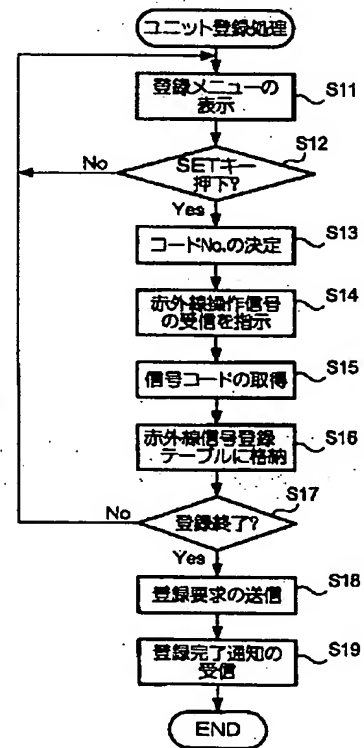 ユニット登録処理
登録メニューの
表示
S11
SETキー
押下?
S12
No
Yes
コードNo.の決定
S13
赤外線操作信号
の受信を指示
S14
信号コードの取得
S15
赤外線信号登録
テーブルに格納
S16
登録終了?
S17
No
Yes
登録要求の送信
S18
登録完了通知の
受信
S19
END